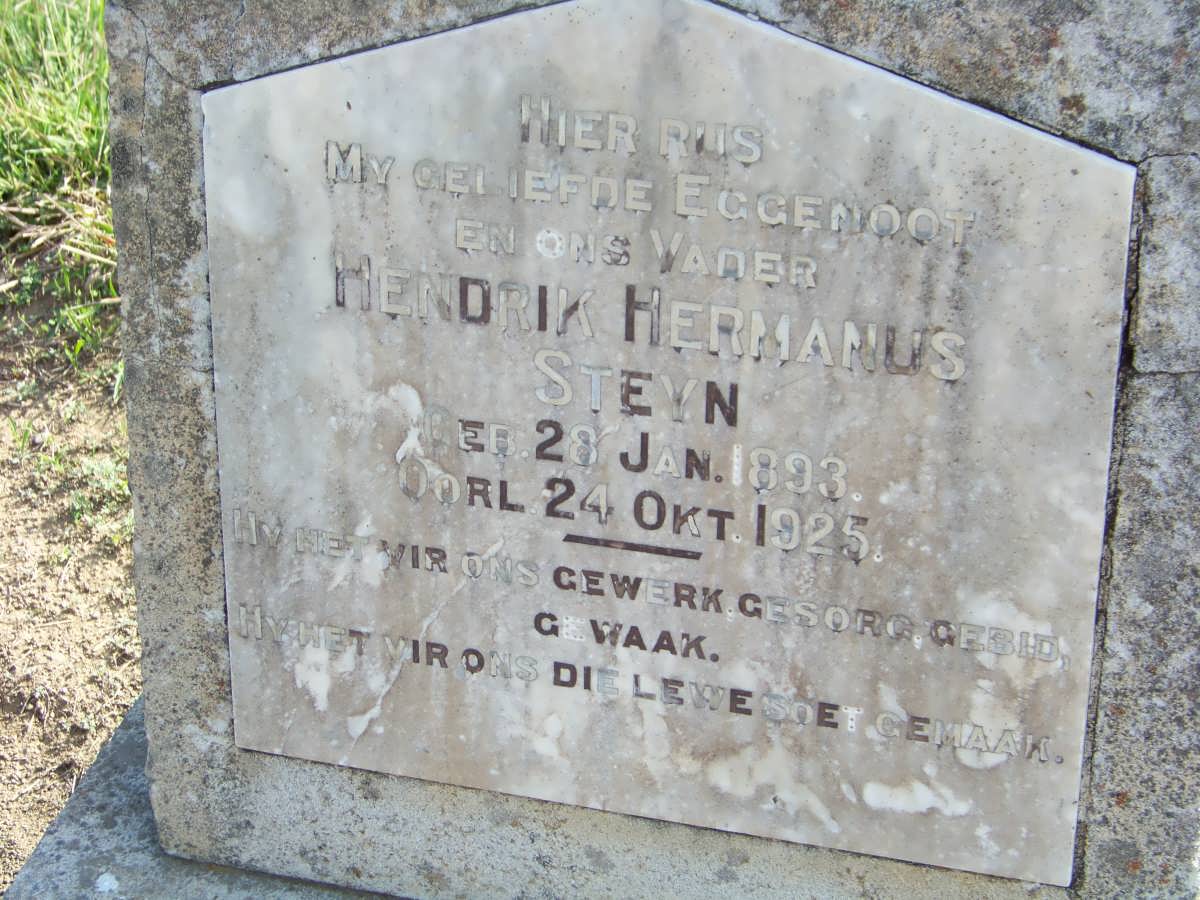 HIER RUS
MY GELIEFDE EGGENOOT
EN ONS VADER
HENDRIK HERMANUS
STEYN
GEB. 28 JAN. 1893.
OORL. 24 OKT. 1925.
HY HET VIR ONS GEWERK, GESORG, GEBID,
GEWAAK.
HY HET VIR ONS DIE LEWE SOET GEMAAK.